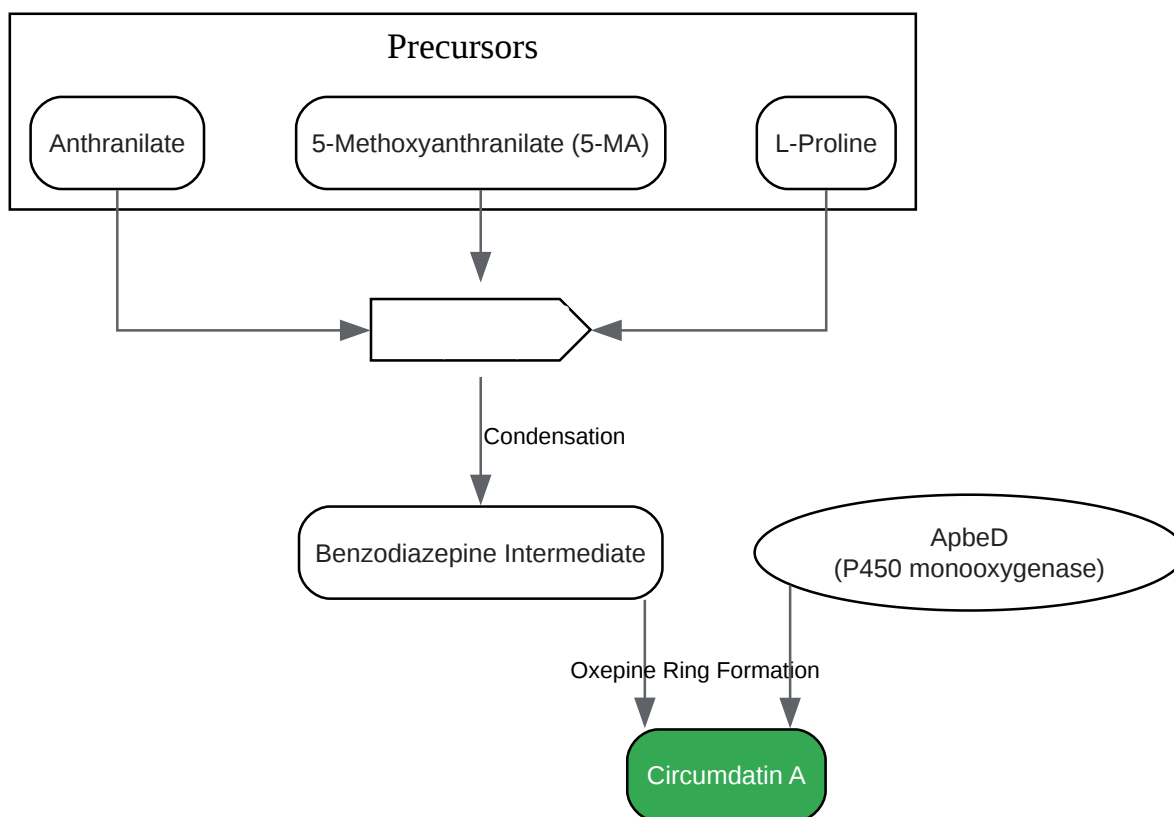 Precursors
Anthranilate
5-Methoxyanthranilate (5-MA)
L-Proline
Condensation
Benzodiazepine Intermediate
ApbeD
(P450 monooxygenase)
Oxepine Ring Formation
Circumdatin A